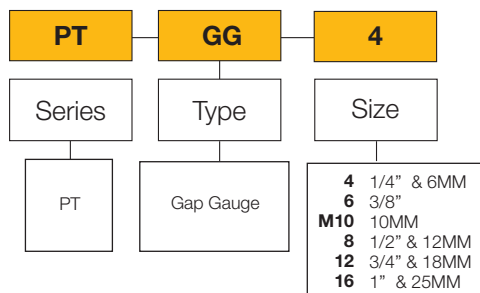 PT GG 4
Series Type Size
PT
Gap Gauge
4 1/4” & 6MM
6 3/8”
M10 10MM
8 1/2” & 12MM
12 3/4” & 18MM
16 1” & 25MM